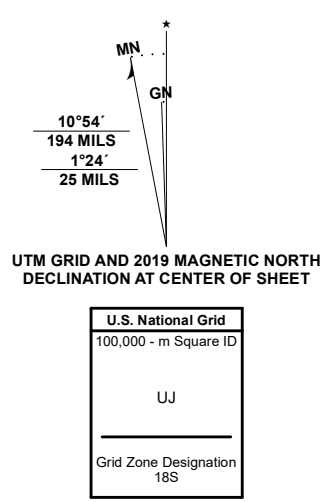 ★
MN
GN
10°54´
194 MILS
1°24´
25 MILS
UTM GRID AND 2019 MAGNETIC NORTH
DECLINATION AT CENTER OF SHEET
U.S. National Grid
100,000 - m Square ID
UJ
Grid Zone Designation
18S